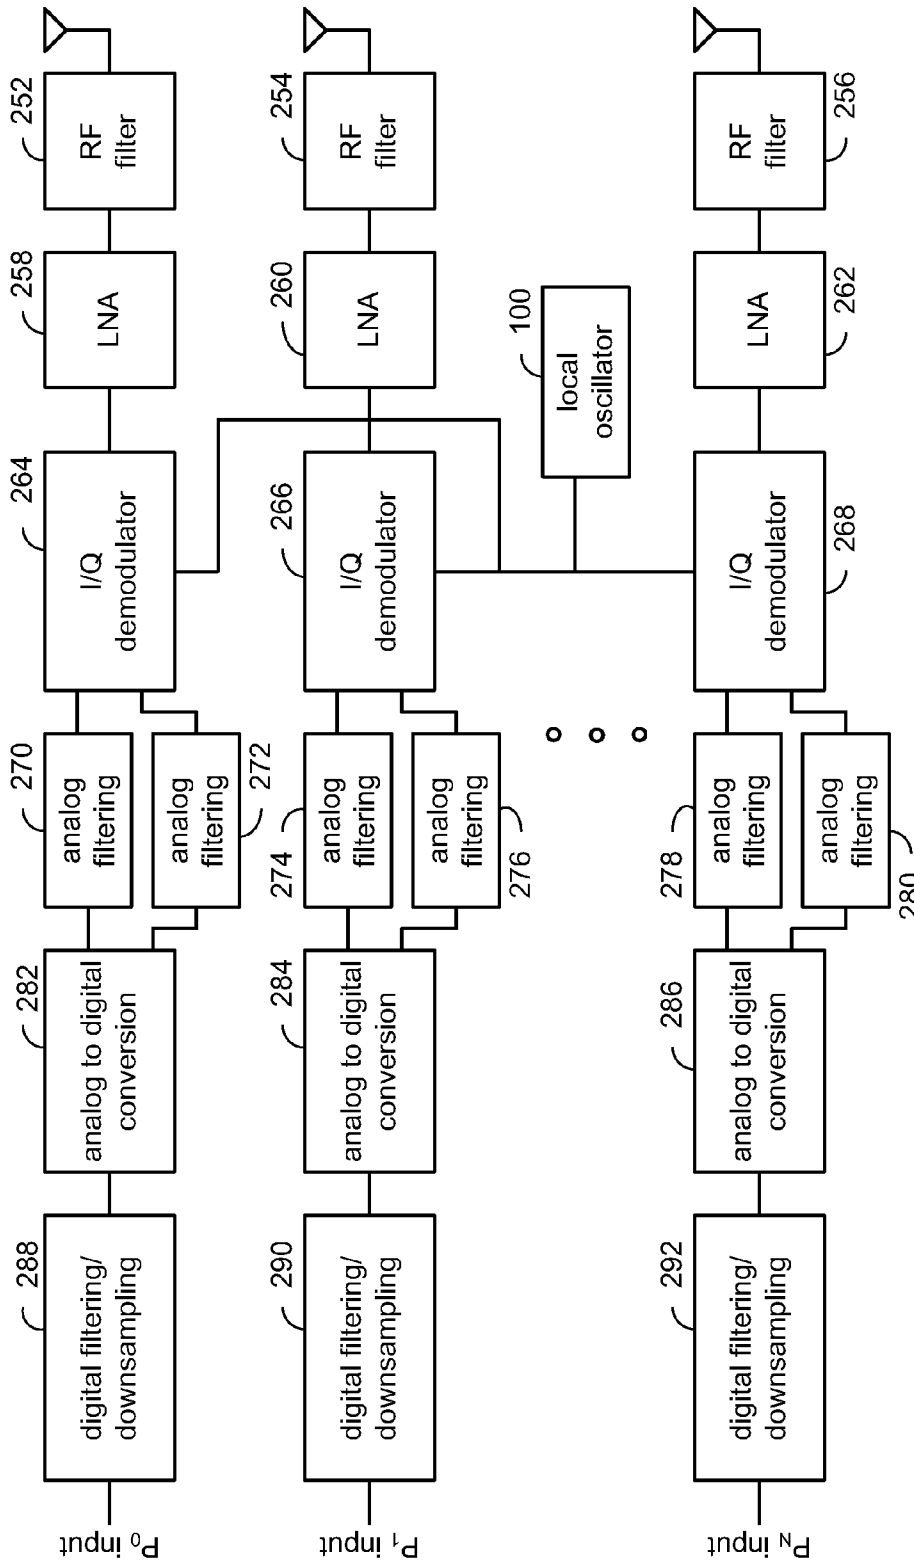 252
RF
filter
258
LNA
264
I/Q
demodulator
270
analog
filtering
analog
filtering
272
282
analog to digital
conversion
288
digital filtering/
downsampling
P0 input
254
RF
filter
260
LNA
266
I/Q
demodulator
274
analog
filtering
analog
filtering
276
284
analog to digital
conversion
290
digital filtering/
downsampling
P1 input
100
local
oscillator
RF
filter
256
LNA
262
I/Q
demodulator
268
278
analog
filtering
analog
filtering
280
286
analog to digital
conversion
292
digital filtering/
downsampling
PN input